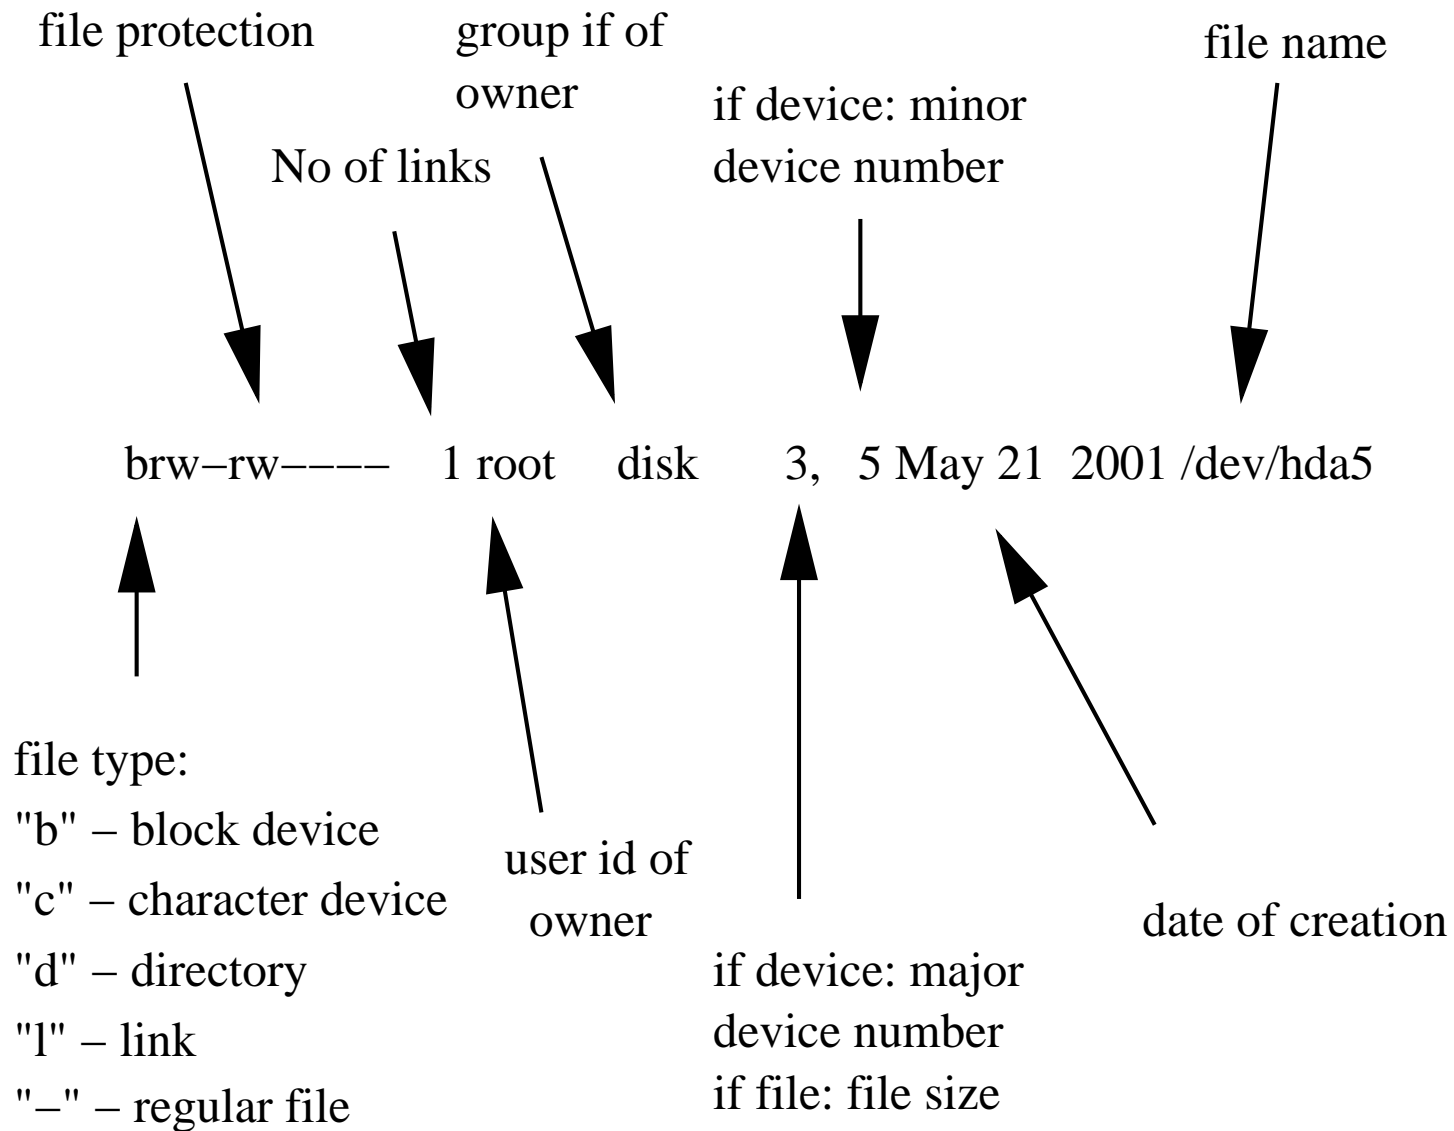 file protection
group if of
owner
file name
if device: minor
device number
No of links
brw−rw−−−− 1 root disk 3, 5 May 21 2001 /dev/hda5
file type:
"b" − block device
"c" − character device
"d" − directory
"l" − link
"−" − regular file
user id of
owner
if device: major
device number
if file: file size
date of creation